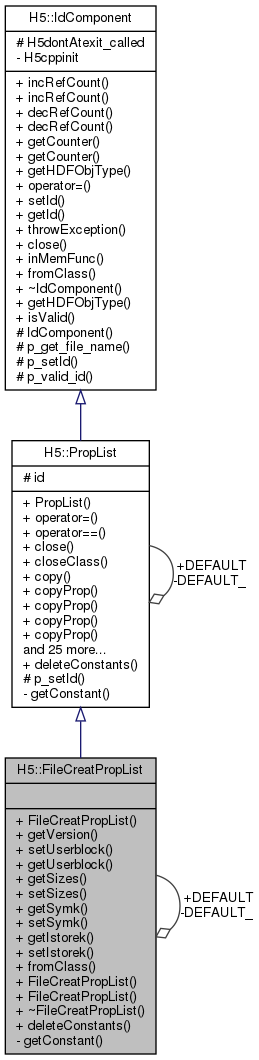 H5::IdComponent
# H5dontAtexit_called
- H5cppinit
+ incRefCount()
+ incRefCount()
+ decRefCount()
+ decRefCount()
+ getCounter()
+ getCounter()
+ getHDFObjType()
+ operator=()
+ setId()
+ getId()
+ throwException()
+ close()
+ inMemFunc()
+ fromClass()
+ ~IdComponent()
+ getHDFObjType()
+ isValid()
# IdComponent()
# p_get_file_name()
# p_setId()
# p_valid_id()
H5::PropList
# id
+ PropList()
+ operator=()
+ operator==()
+ close()
+ closeClass()
+ copy()
+ copyProp()
+ copyProp()
+ copyProp()
+ copyProp()
and 25 more...
+ deleteConstants()
# p_setId()
- getConstant()
+DEFAULT
-DEFAULT_
H5::FileCreatPropList
+ FileCreatPropList()
+ getVersion()
+ setUserblock()
+ getUserblock()
+ getSizes()
+ setSizes()
+ getSymk()
+ setSymk()
+ getIstorek()
+ setIstorek()
+ fromClass()
+ FileCreatPropList()
+ FileCreatPropList()
+ ~FileCreatPropList()
+ deleteConstants()
- getConstant()
+DEFAULT
-DEFAULT_